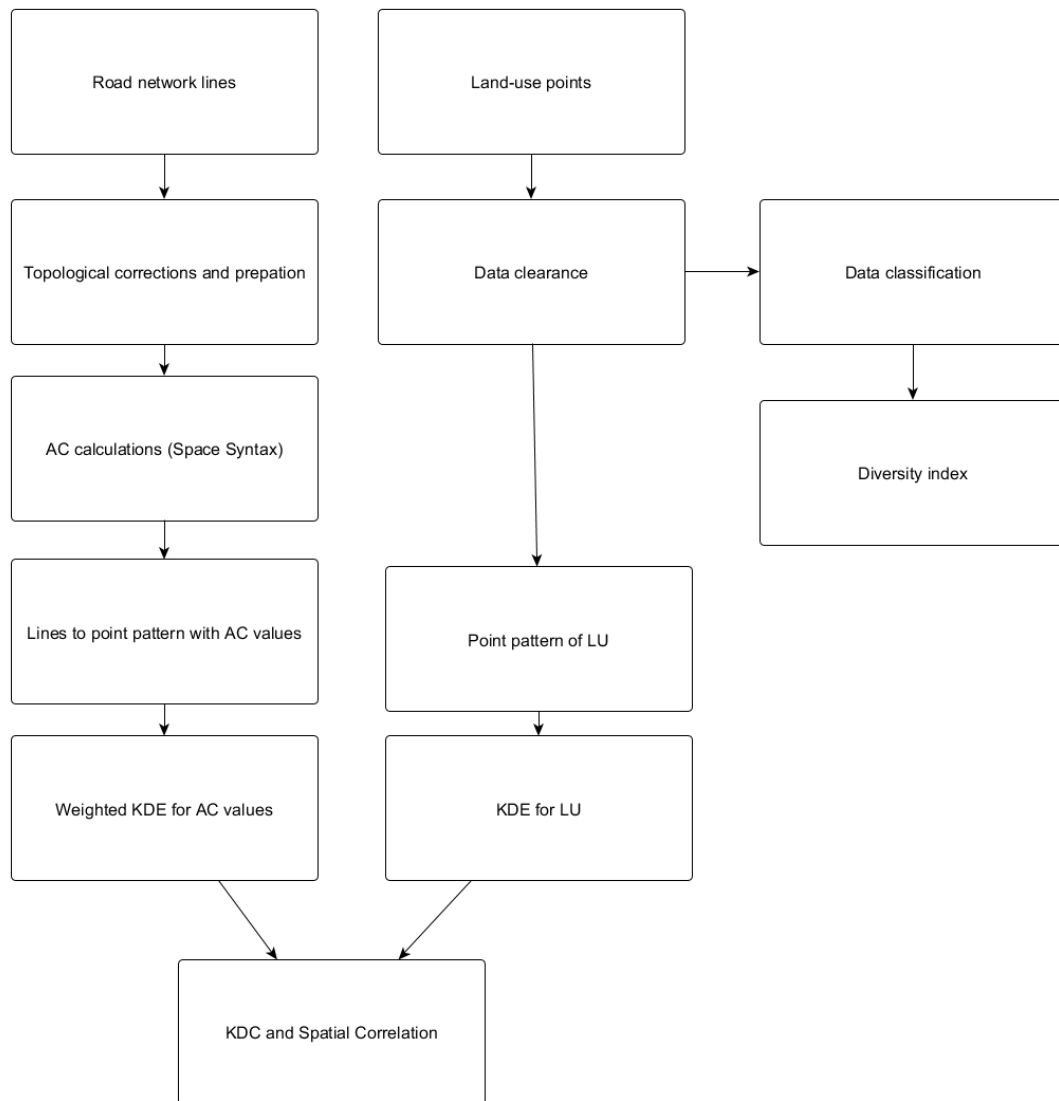 Road network lines
Land-use points
Topological corrections and prepation
Data clearance
Data classification
AC calculations (Space Syntax)
Diversity index
Lines to point pattern with AC values
Point pattern of LU
Weighted KDE for AC values
KDE for LU
KDC and Spatial Correlation